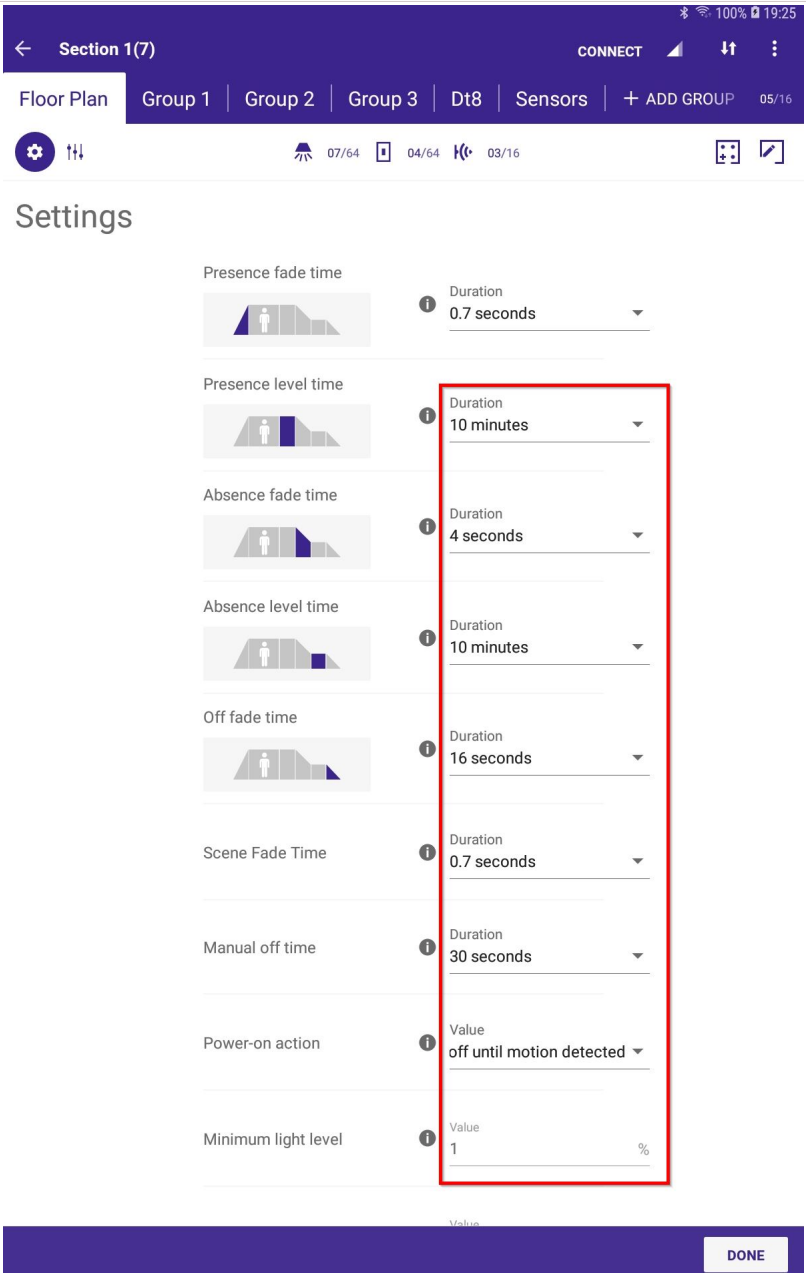 100% 19:25
Section 1(7) CONNECT
Floor Plan Group 1 Group 2 Group 3 Dt8 Sensors + ADD GROUP 05/16
07/64 04/64 03/16
Settings
Presence fade time
Duration
0.7 seconds
Presence level time
Duration
10 minutes
Absence fade time
Duration
4 seconds
Absence level time
Duration
10 minutes
Off fade time
Duration
16 seconds
Scene Fade Time
Duration
0.7 seconds
Manual off time
Duration
30 seconds
Power-on action
Value
off until motion detected
Minimum light level
Value
1 %
Value
DONE